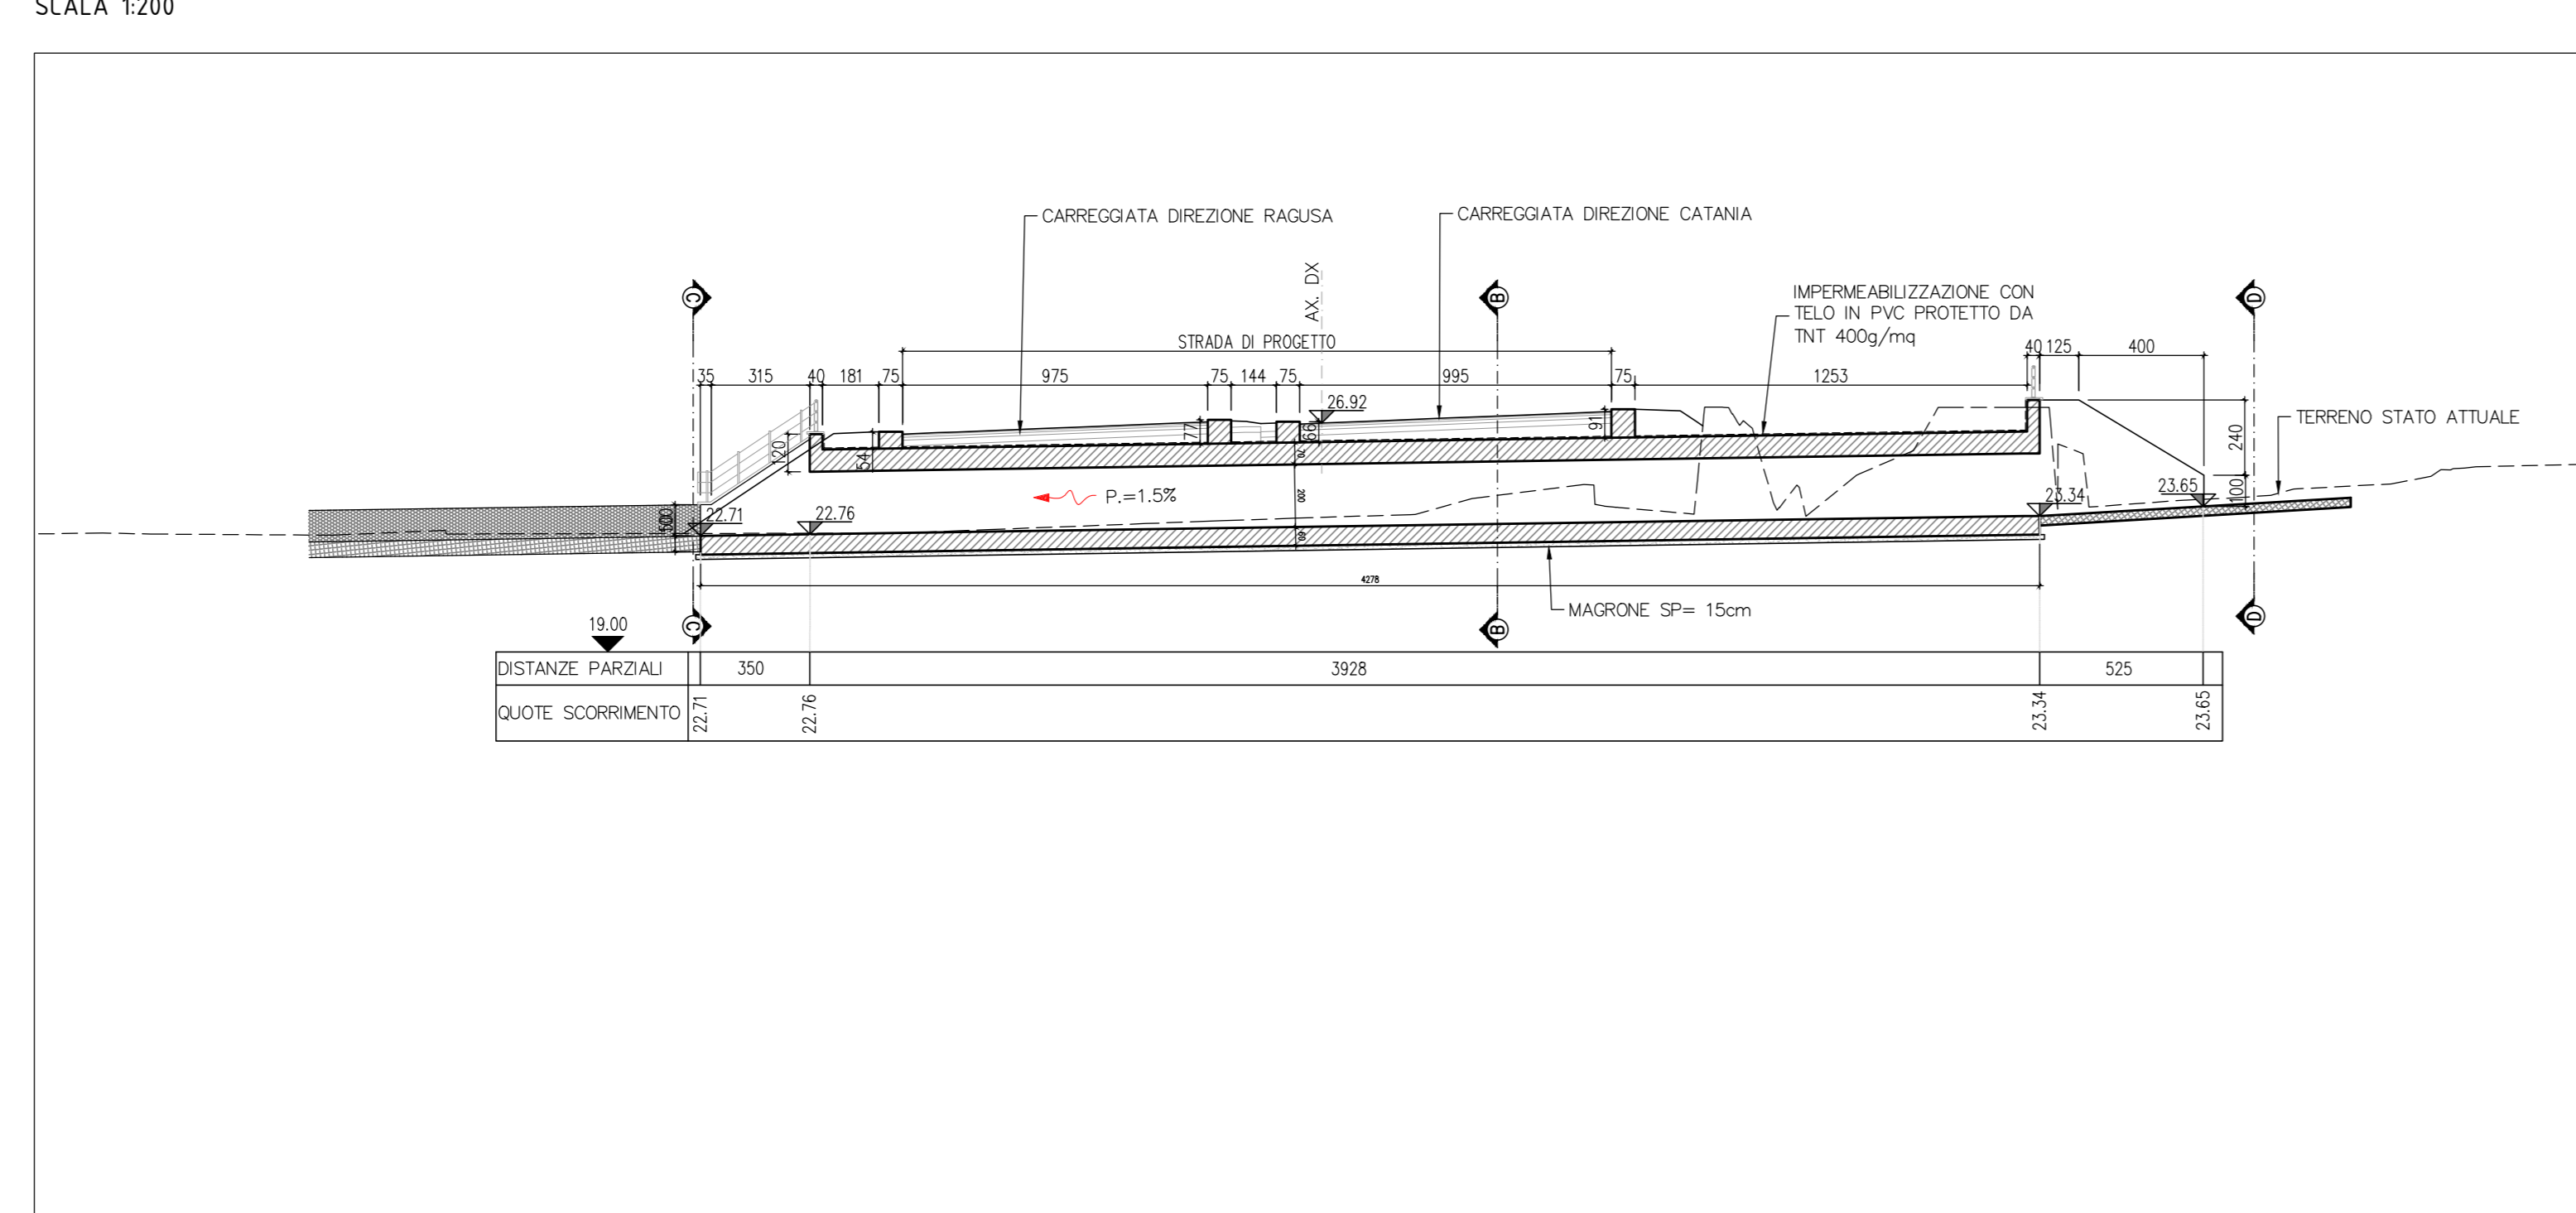 SCALA 1:200
CARREGGIATA DIREZIONE RAGUSA
CARREGGIATA DIREZIONE CATANIA
AX. DX
C
B
D
IMPERMEABILIZZAZIONE CON
TELO IN PVC PROTETTO DA
TNT 400g/mq
STRADA DI PROGETTO
40 125 400
35 315 40 181 75 975 75 144 75 995 75 1253
26.92
TERRENO STATO ATTUALE
77
66
91
120
54
70
240
P.=1.5%
200
23.65
100
23.34
22.71
22.76
60
4278
MAGRONE SP= 15cm
C
B
D
19.00
DISTANZE PARZIALI 350 3928 525
QUOTE SCORRIMENTO 22.71 22.76 23.34 23.65